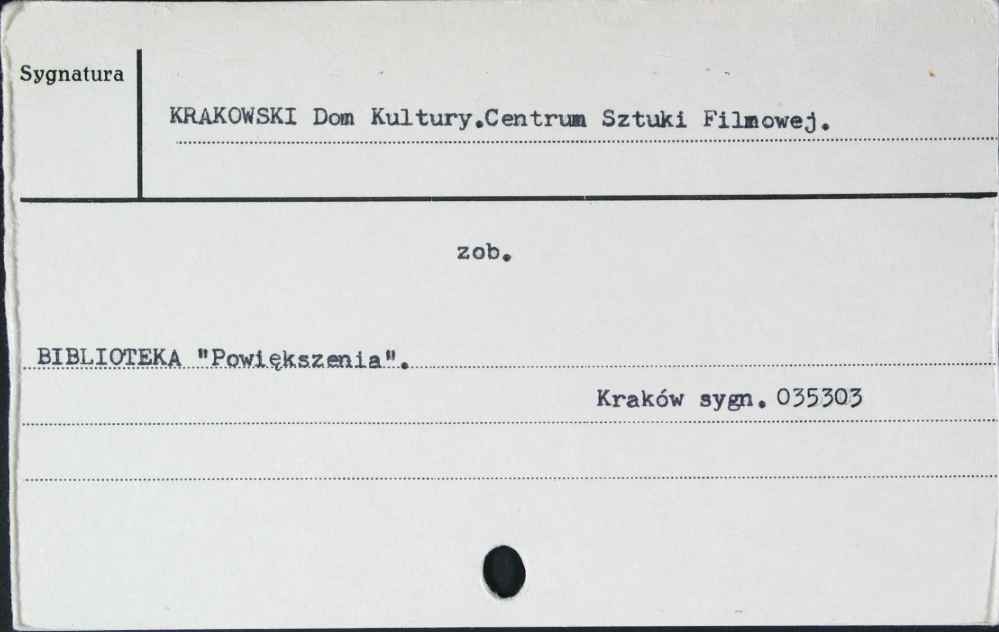 Sygnatura
KRAKOWSKI Dom Kultury.Centrum Sztuki Filmowej.
zob.
BIBLIOTEKA "Powiększenia".
Kraków sygn. 035303